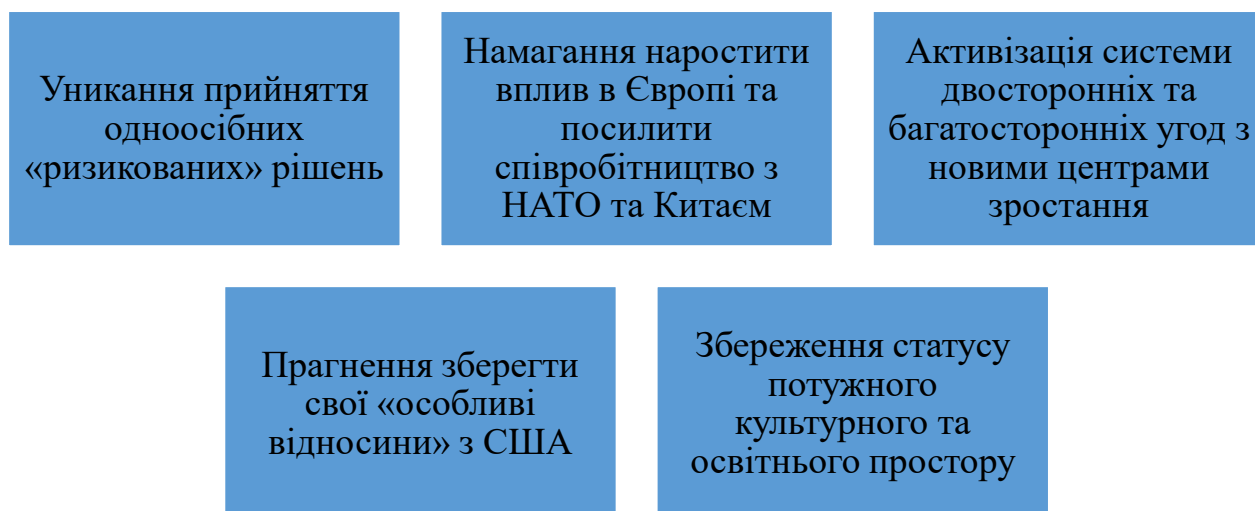 Уникання прийняття
одноосібних
«ризикованих» рішень
Намагання наростити
вплив в Європі та
посилити
співробітництво з
НАТО та Китаєм
Активізація системи
двосторонніх та
багатосторонніх угод з
новими центрами
зростання
Прагнення зберегти
свої «особливі
відносини» з США
Збереження статусу
потужного
культурного та
освітнього простору